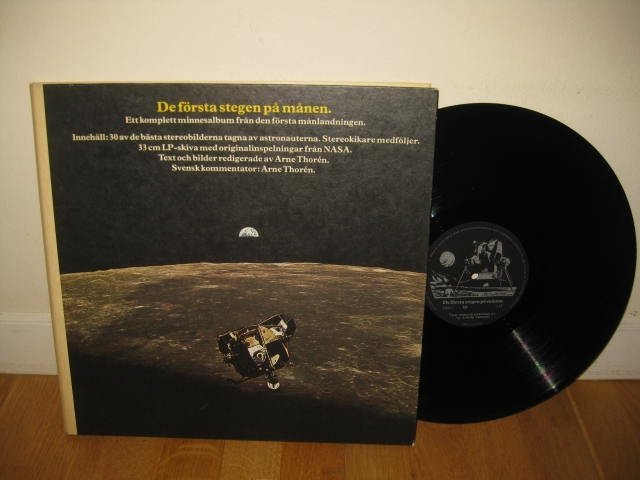 De första stegen på månen.
Ett komplett minnesalbum från den första månlandningen.
Innehåll: 30 av de bästa stereobilderna tagna av astronauterna. Stereokikare medföljer.
33 cm LP-skiva med originalinspelningar från NASA.
Text och bilder redigerade av Arne Thorén.
Svensk kommentator: Arne Thorén.
De första stegen på månen.